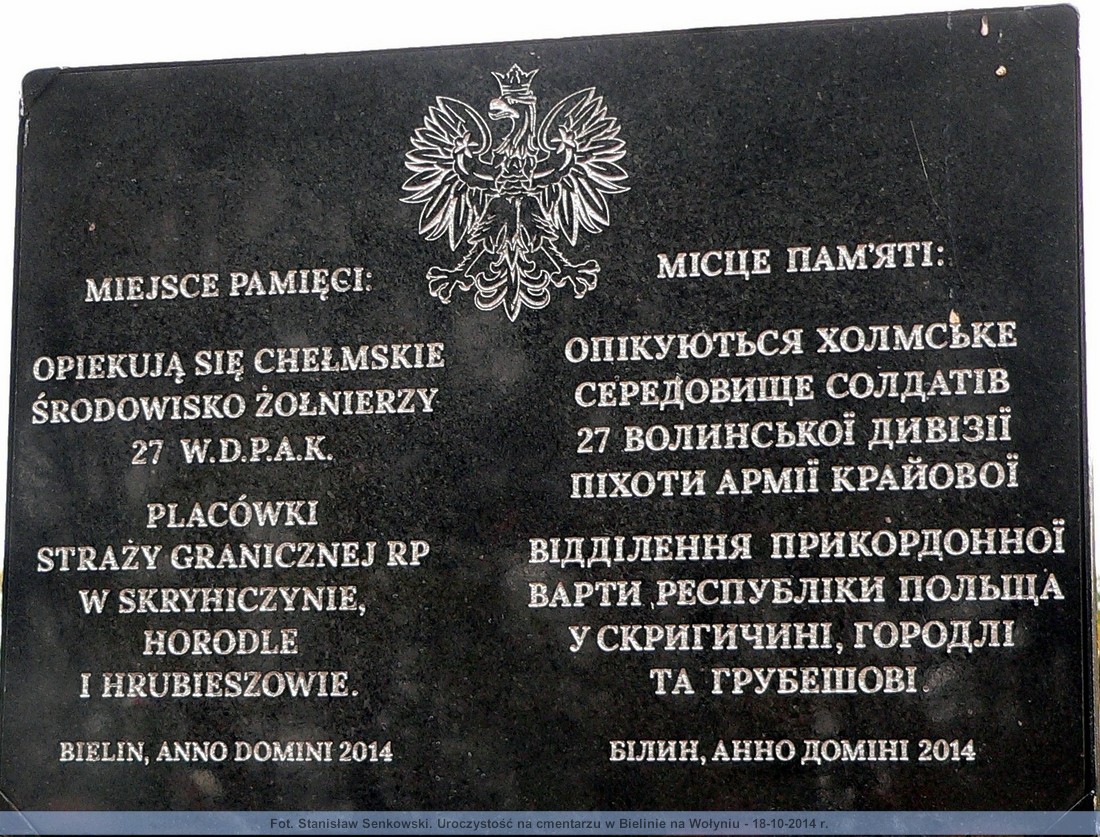 MIEJSCE PAMIĘCI:
OPIEKUJĄ SIĘ CHEŁMSKIE
ŚRODOWISKO ŻOŁNIERZY
27 W.D.P.A.K.
PLACÓWKI
STRAŻY GRANICZNEJ RP
W SKRYHICZYNIE,
HORODLE
I HRUBIESZOWIE.
BIELIN, ANNO DOMINI 2014
МІСЦЕ ПАМ'ЯТІ:
ОПІКУЮТЬСЯ ХОЛМСЬКЕ
СЕРЕДОВИЩЕ СОЛДАТІВ
27 ВОЛИНСЬКОЇ ДИВІЗІЇ
ПІХОТИ АРМІЇ КРАЙОВОЇ
ВІДДІЛЕННЯ ПРИКОРДОННОЇ
ВАРТИ РЕСПУБЛІКИ ПОЛЬЩА
У СКРИГИЧИНІ, ГОРОДЛІ
ТА ГРУБЕШОВІ.
БІЛИН, АННО ДОМІНІ 2014
Fot. Stanisław Senkowski. Uroczystość na cmentarzu w Bielinie na Wołyniu - 18-10-2014 r.